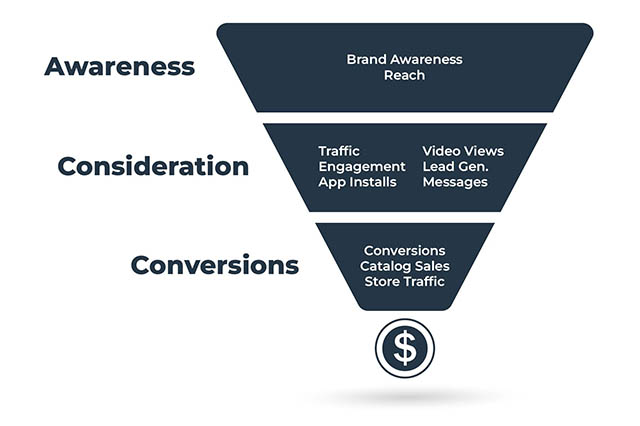 Awareness
Brand Awareness
Reach
Consideration
Traffic
Engagement
App Installs
Video Views
Lead Gen.
Messages
Conversions
Conversions
Catalog Sales
Store Traffic
$